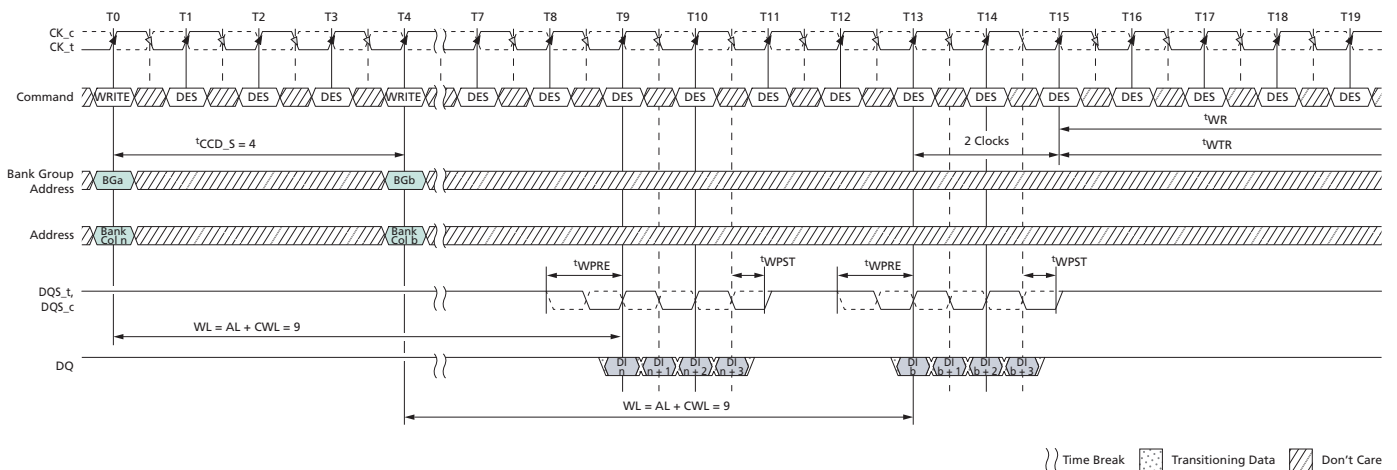 T0 T1 T2 T3 T4 T7 T8 T9 T10 T11 T12 T13 T14 T15 T16 T17 T18 T19
CK_c
CK_t
Command WRITE DES DES DES WRITE DES DES DES DES DES DES DES DES DES DES DES DES DES
tWR
tCCD_S = 4 2 Clocks
tWTR
Bank Group
Address BGa BGb
Address Bank
Col n Bank
Col b
tWPRE tWPST tWPRE tWPST
DQS_t,
DQS_c
WL = AL + CWL = 9
DQ DI
n DI
n + 1 DI
n + 2 DI
n + 3 DI
b DI
b + 1 DI
b + 2 DI
b + 3
WL = AL + CWL = 9
Time Break Transitioning Data Don't Care